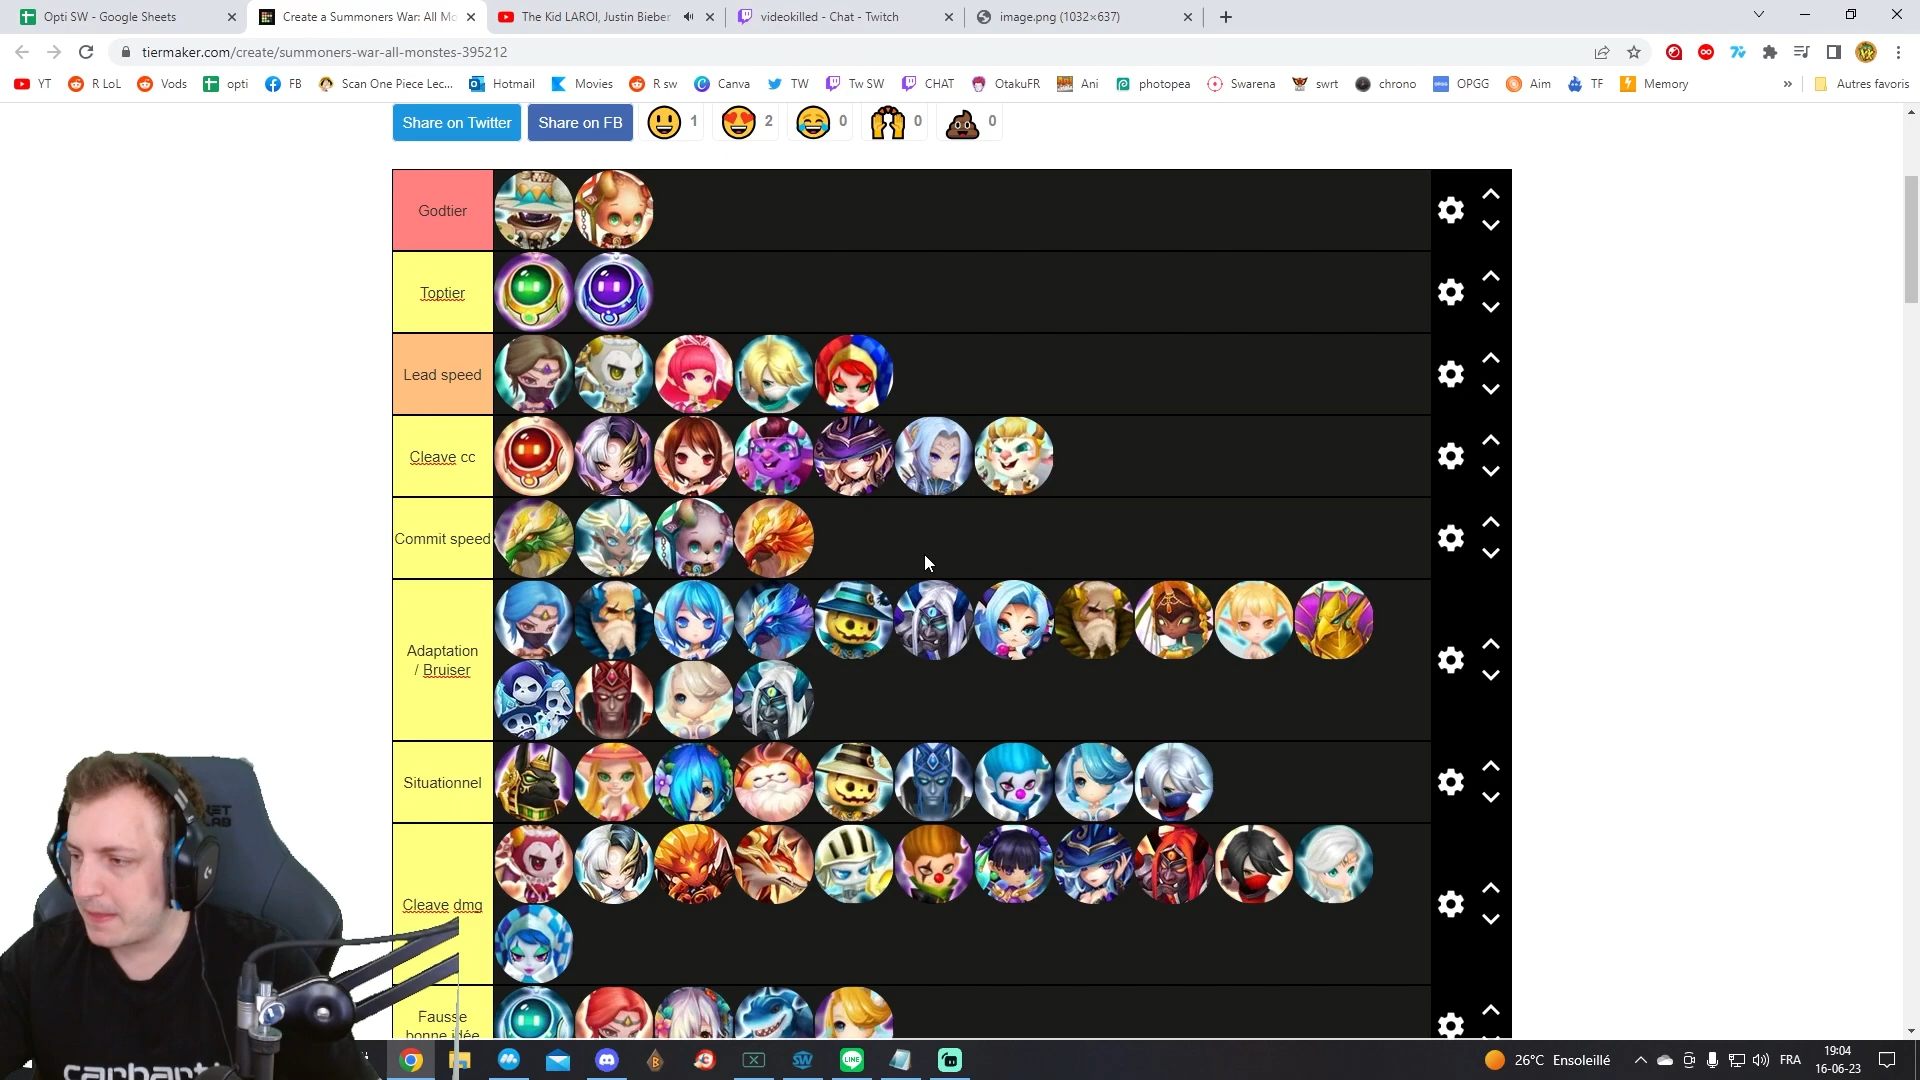 Opti SW - Google Sheets
Create a Summoners War: All Mo
The Kid LAROI, Justin Bieber
videokilled - Chat - Twitch
image.png (1032×637)
tiermaker.com/create/summoners-war-all-monstes-395212
YT
R LoL
Vods
opti
FB
Scan One Piece Lec...
Hotmail
Movies
R sw
Canva
TW
Tw SW
CHAT
OtakuFR
Ani
photopea
Swarena
swrt
chrono
OPGG
Aim
TF
Memory
»
Autres favoris
Share on Twitter
Share on FB
1
2
0
0
0
Godtier
Toptier
Lead speed
Cleave cc
Commit speed
Adaptation
/ Bruiser
Situationnel
Cleave dmg
Fausse
bonne idée
carhartt
26°C Ensoleillé
FRA
19:04
16-06-23